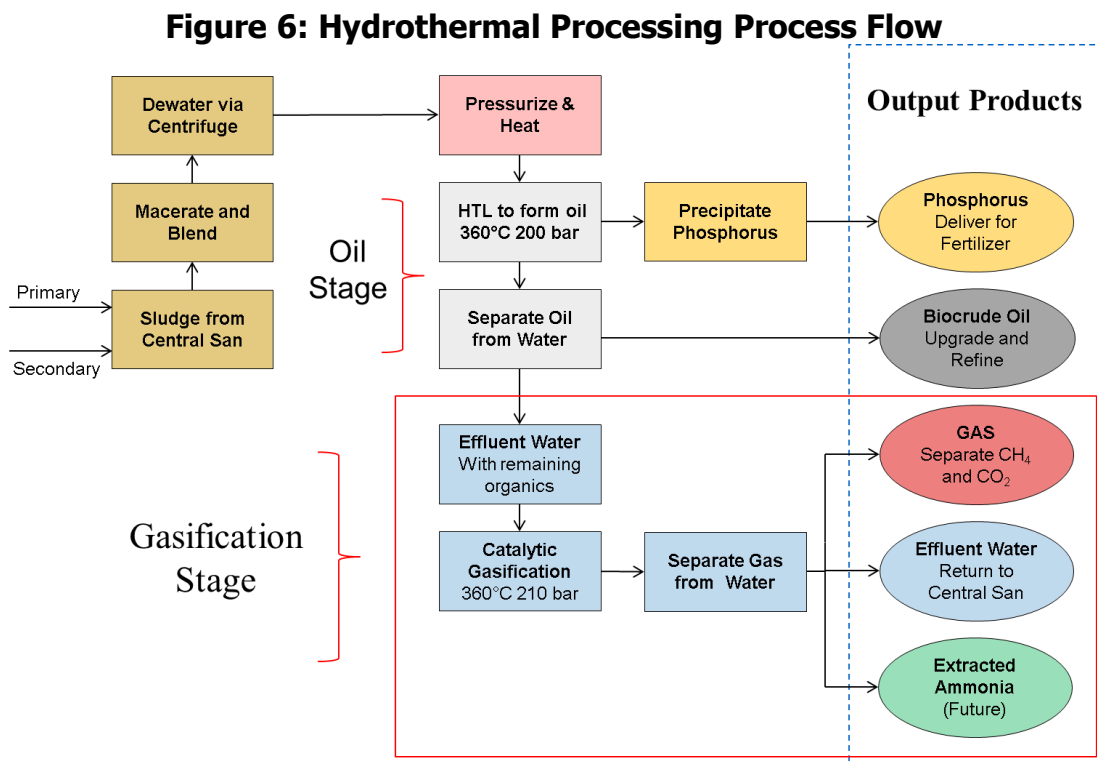 Figure 6: Hydrothermal Processing Process Flow
Output Products
Dewater via
Centrifuge
Pressurize &
Heat
Macerate and
Blend
HTL to form oil
360°C 200 bar
Precipitate
Phosphorus
Phosphorus
Deliver for
Fertilizer
Oil
Stage
Primary
Secondary
Sludge from
Central San
Separate Oil
from Water
Biocrude Oil
Upgrade and
Refine
Effluent Water
With remaining
organics
GAS
Separate CH₄
and CO₂
Gasification
Stage
Catalytic
Gasification
360°C 210 bar
Separate Gas
from Water
Effluent Water
Return to
Central San
Extracted
Ammonia
(Future)